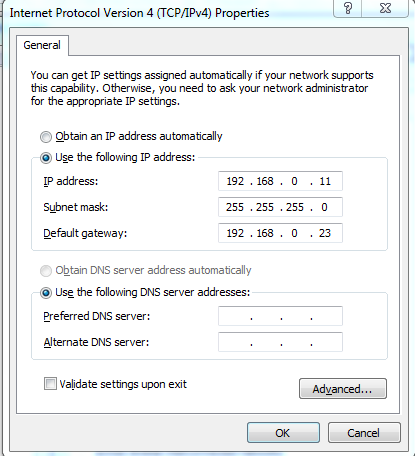 Internet Protocol Version 4 (TCP/IPv4) Properties
?
General
You can get IP settings assigned automatically if your network supports
this capability. Otherwise, you need to ask your network administrator
for the appropriate IP settings.
Obtain an IP address automatically
Use the following IP address:
IP address: 192 . 168 . 0 . 11
Subnet mask: 255 . 255 . 255 . 0
Default gateway: 192 . 168 . 0 . 23
Obtain DNS server address automatically
Use the following DNS server addresses:
Preferred DNS server: . . .
Alternate DNS server: . . .
Validate settings upon exit
Advanced...
OK Cancel